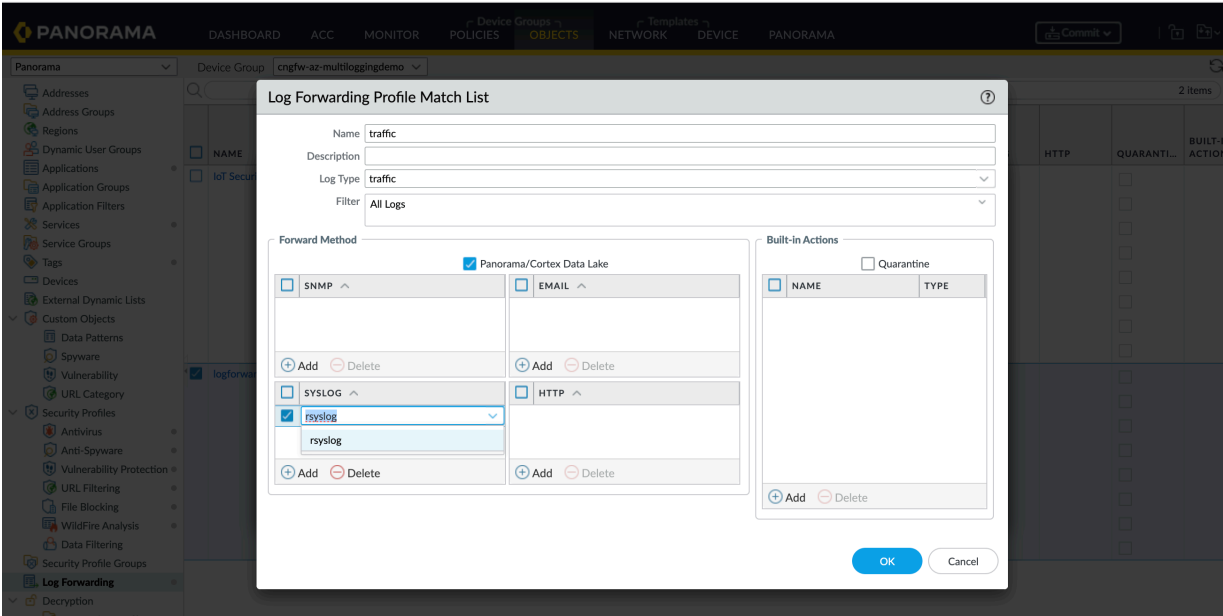 PANORAMA
DASHBOARD ACC MONITOR POLICIES OBJECTS NETWORK DEVICE PANORAMA
Device Groups
Templates
Commit
Panorama
Device Group cngfw-az-multiloggingdemo
2 items
Addresses
Address Groups
Regions
Dynamic User Groups
Applications
Application Groups
Application Filters
Services
Service Groups
Tags
Devices
External Dynamic Lists
Custom Objects
Data Patterns
Spyware
Vulnerability
URL Category
Security Profiles
Antivirus
Anti-Spyware
Vulnerability Protection
URL Filtering
File Blocking
WildFire Analysis
Data Filtering
Security Profile Groups
Log Forwarding
Decryption
NAME
IoT Secur
logforwar
HTTP
QUARANTI...
BUILT-I
ACTION
Log Forwarding Profile Match List
Name traffic
Description
Log Type traffic
Filter All Logs
Forward Method
Panorama/Cortex Data Lake
SNMP
Add Delete
EMAIL
Add Delete
SYSLOG
rsyslog
rsyslog
Add Delete
HTTP
Add Delete
Built-in Actions
Quarantine
NAME TYPE
Add Delete
OK Cancel